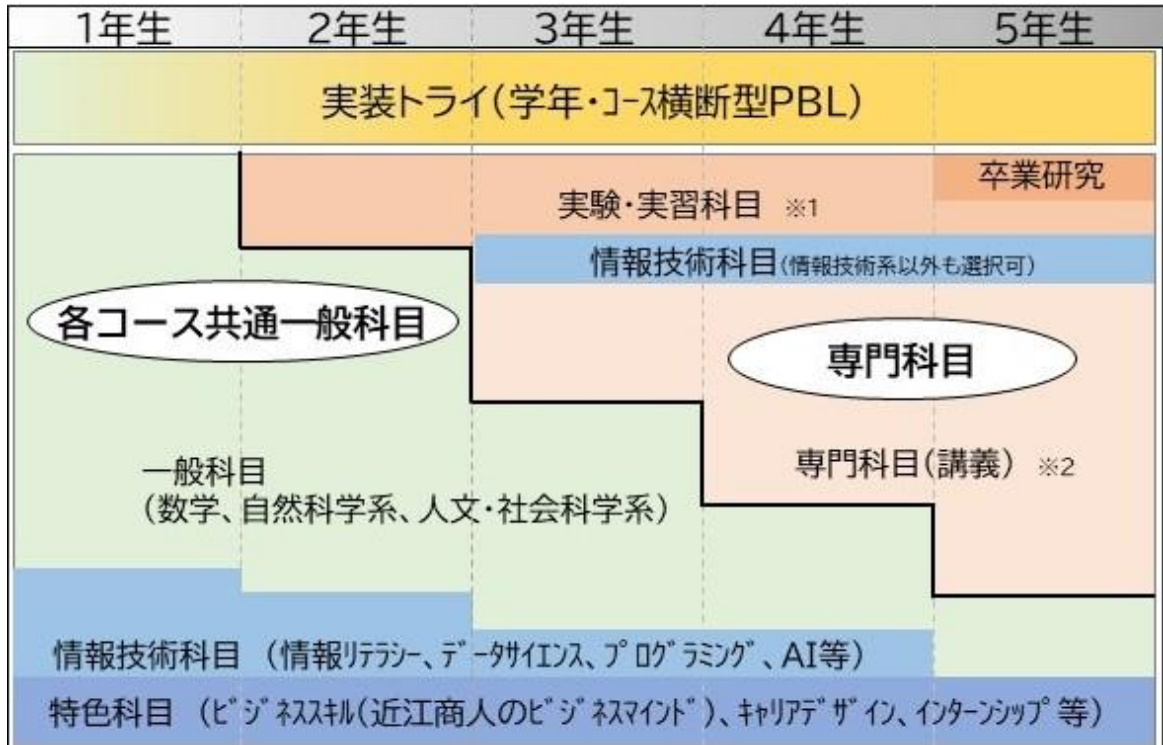 1年生 2年生 3年生 4年生 5年生
実装トライ(学年・コース横断型PBL)
卒業研究
実験・実習科目 ※1
情報技術科目(情報技術系以外も選択可)
各コース共通一般科目
専門科目
一般科目
(数学、自然科学系、人文・社会科学系)
専門科目(講義) ※2
情報技術科目 (情報リテラシー、データサイエンス、プログラミング、AI等)
特色科目 (ビジネススキル(近江商人のビジネスマインド)、キャリアデザイン、インターンシップ等)